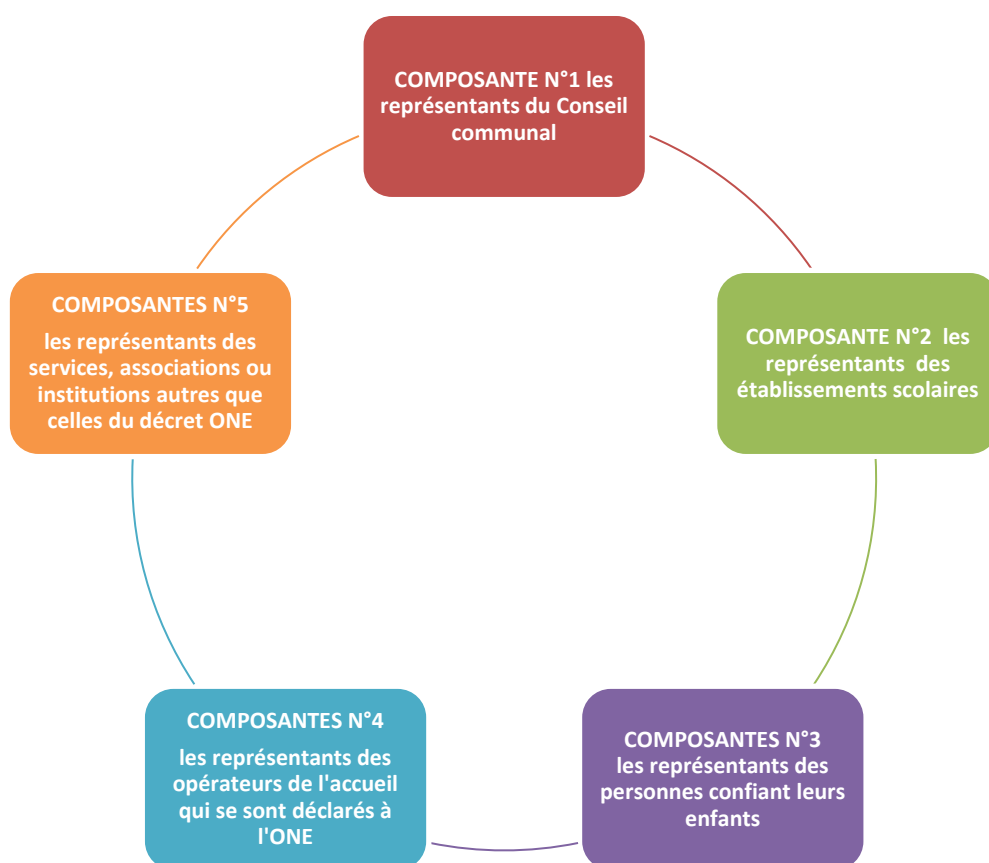 COMPOSANTE N°1 les
représentants du Conseil
communal
COMPOSANTE N°2 les
représentants des
établissements scolaires
COMPOSANTES N°3
les représentants des
personnes confiant leurs
enfants
COMPOSANTES N°4
les représentants des
opérateurs de l'accueil
qui se sont déclarés à
l'ONE
COMPOSANTES N°5
les représentants des
services, associations ou
institutions autres que
celles du décret ONE